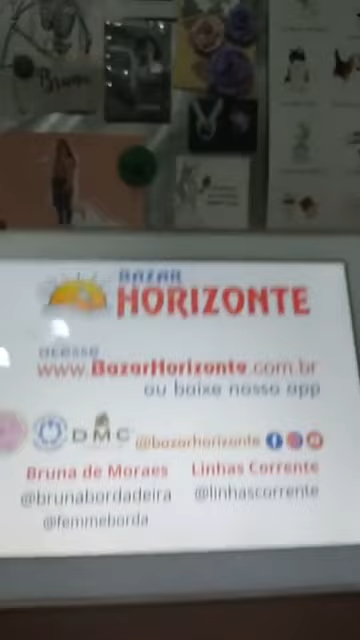 BAZAR
HORIZONTE
acesse
www.BazarHorizonte.com.br
ou baixe nosso app
DMC @bazarhorizonte
Bruna de Moraes Linhas Corrente
@brunabordadeira @linhascorrente
@femmeborda